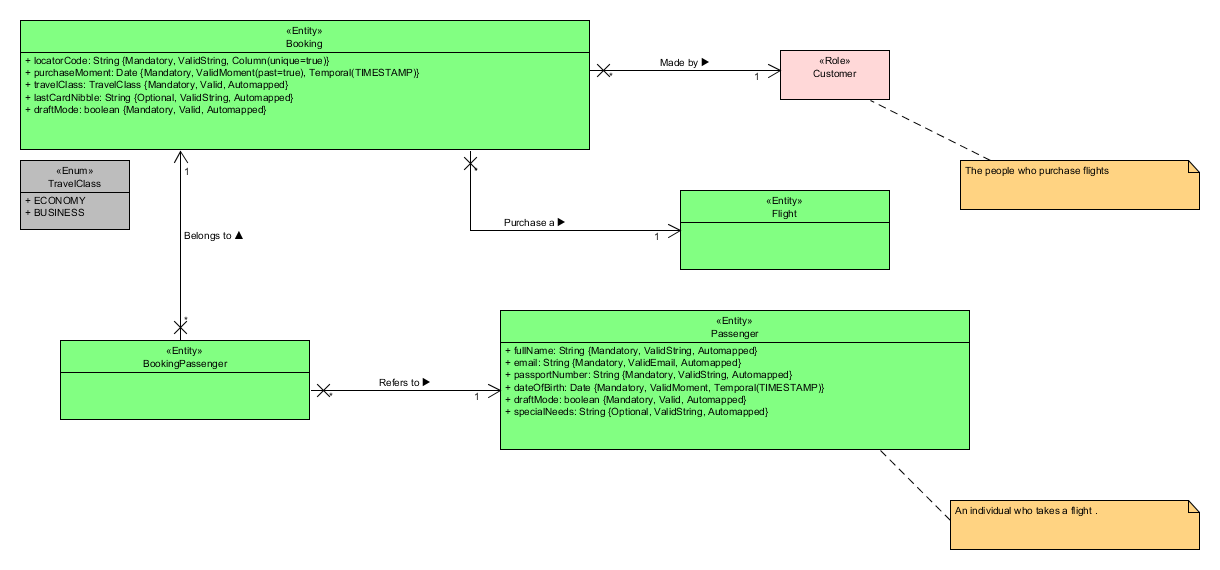 «Entity»
Booking
+ locatorCode: String {Mandatory, ValidString, Column(unique=true)}
+ purchaseMoment: Date {Mandatory, ValidMoment(past=true), Temporal(TIMESTAMP)}
+ travelClass: TravelClass {Mandatory, Valid, Automapped}
+ lastCardNibble: String {Optional, ValidString, Automapped}
+ draftMode: boolean {Mandatory, Valid, Automapped}
Made by ▶
*
1
«Role»
Customer
The people who purchase flights
«Enum»
TravelClass
+ ECONOMY
+ BUSINESS
1
Belongs to ▲
*
*
Purchase a ▶
1
«Entity»
Flight
«Entity»
BookingPassenger
Refers to ▶
*
1
«Entity»
Passenger
+ fullName: String {Mandatory, ValidString, Automapped}
+ email: String {Mandatory, ValidEmail, Automapped}
+ passportNumber: String {Mandatory, ValidString, Automapped}
+ dateOfBirth: Date {Mandatory, ValidMoment, Temporal(TIMESTAMP)}
+ draftMode: boolean {Mandatory, Valid, Automapped}
+ specialNeeds: String {Optional, ValidString, Automapped}
An individual who takes a flight .